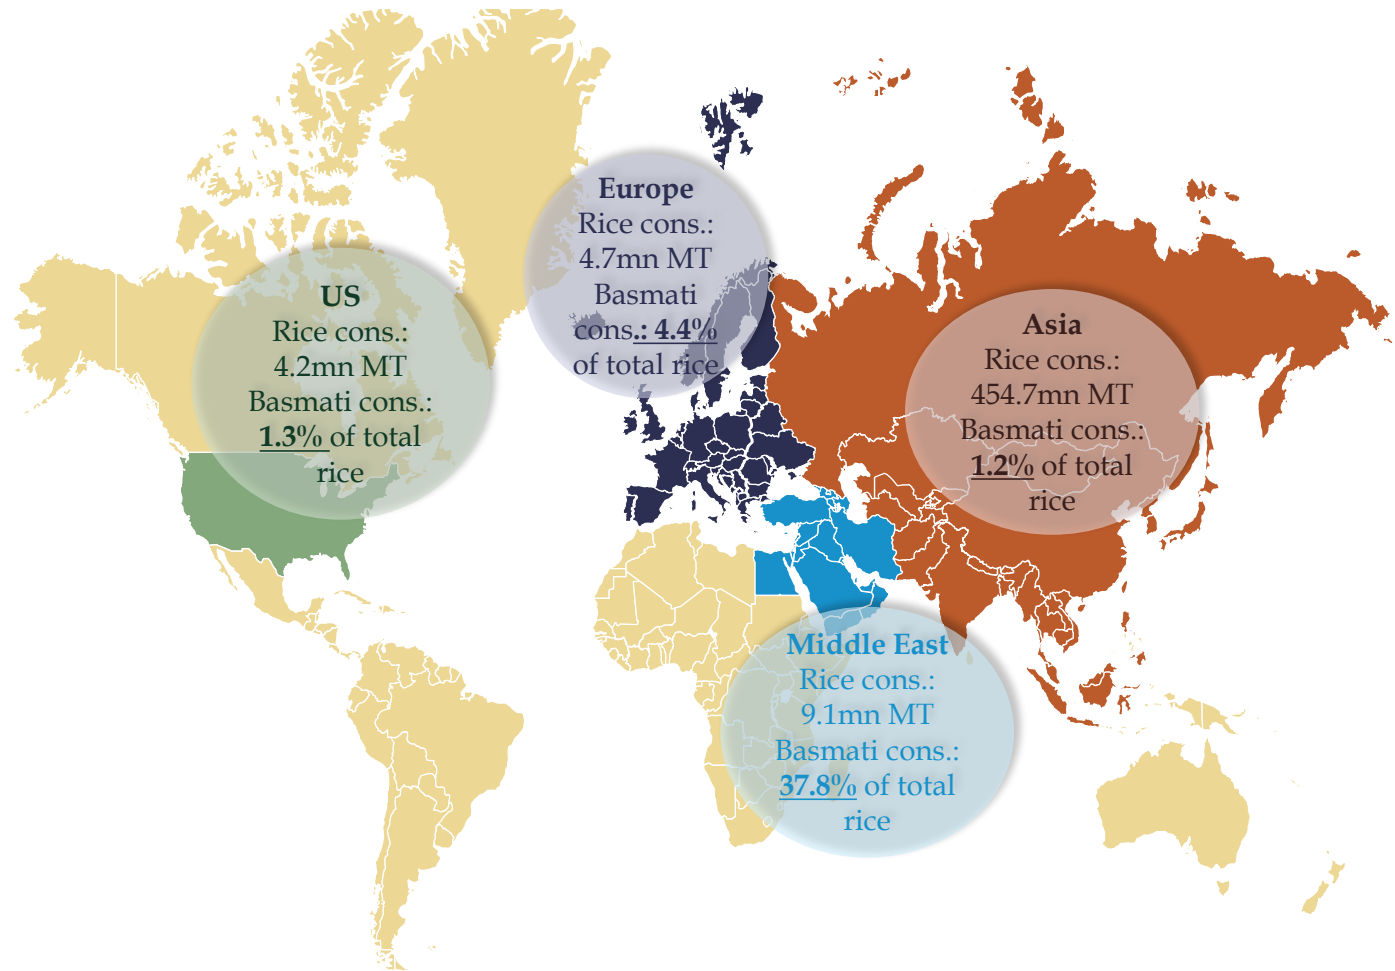 Europe
Rice cons.:
4.7mn MT
Basmati
cons.: 4.4%
of total rice
US
Rice cons.:
4.2mn MT
Basmati cons.:
1.3% of total
rice
Asia
Rice cons.:
454.7mn MT
Basmati cons.:
1.2% of total
rice
Middle East
Rice cons.:
9.1mn MT
Basmati cons.:
37.8% of total
rice